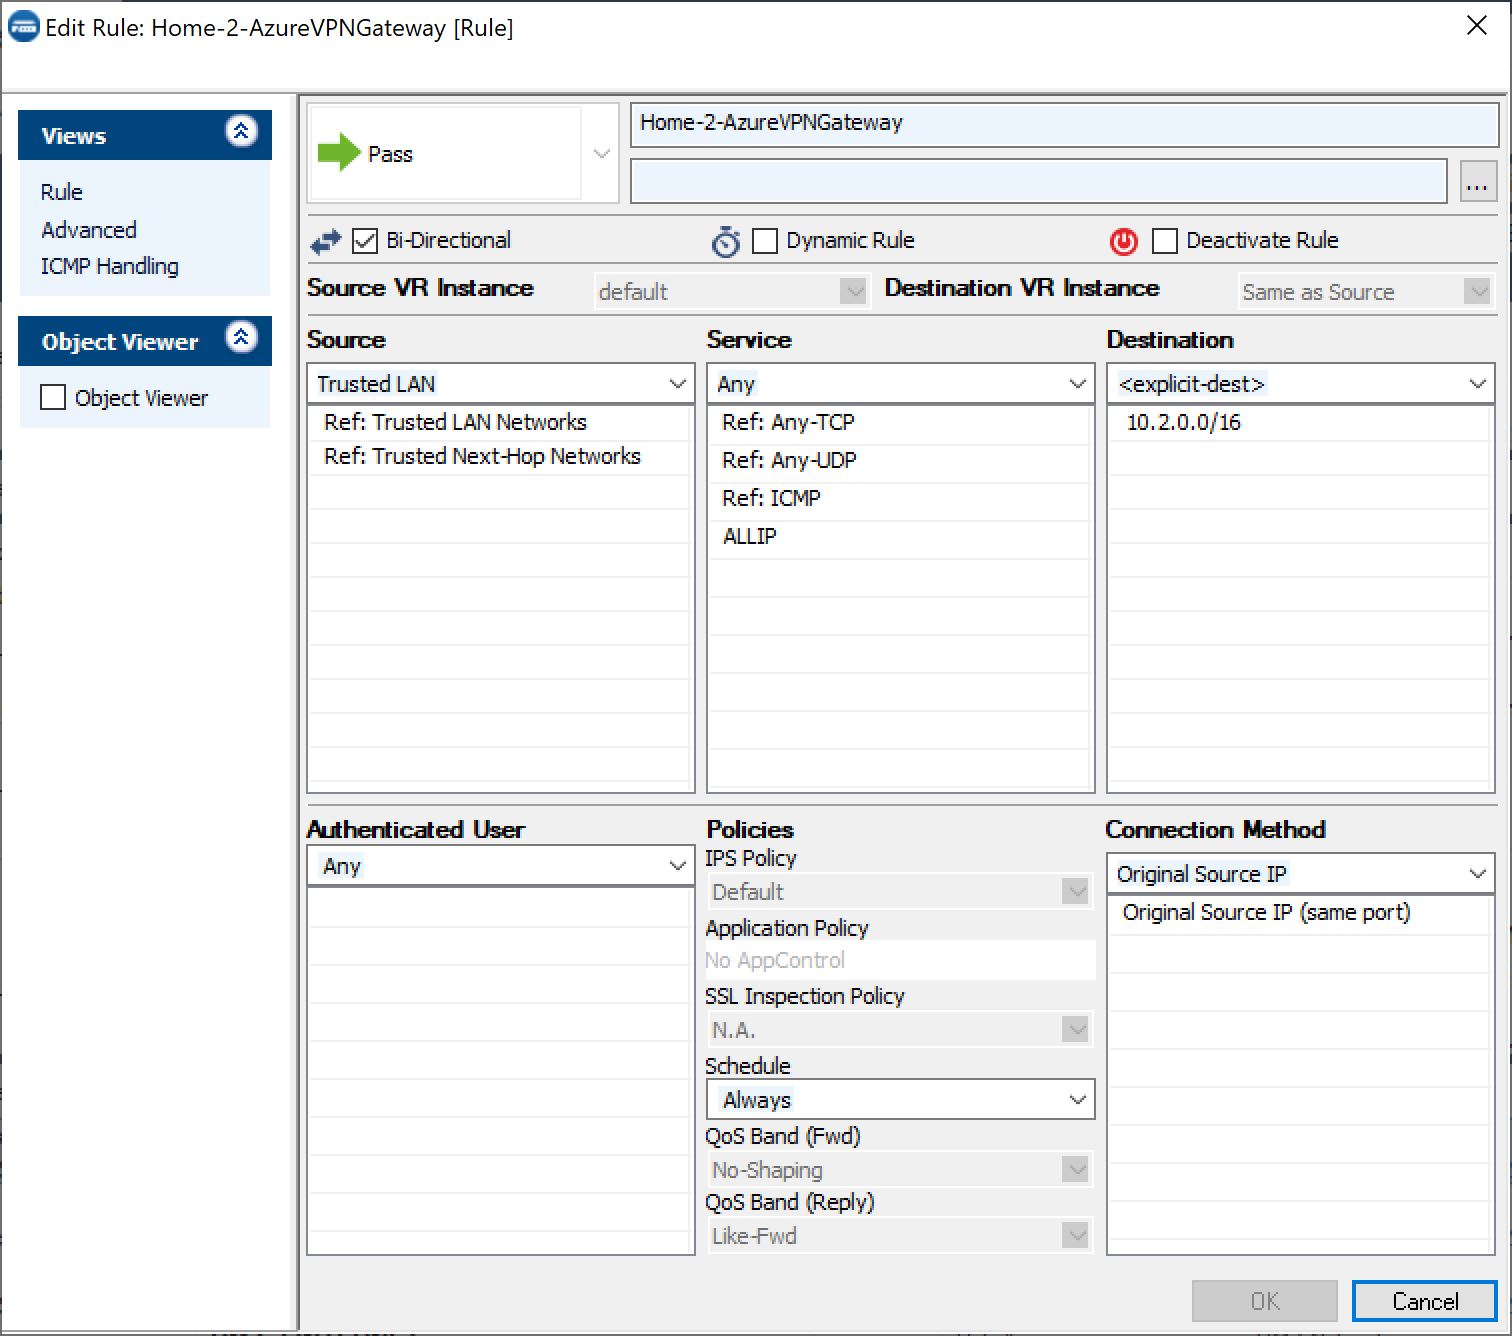 Edit Rule: Home-2-AzureVPNGateway [Rule]
Views
Rule
Advanced
ICMP Handling
Object Viewer
Object Viewer
Pass
Home-2-AzureVPNGateway
...
Bi-Directional
Dynamic Rule
Deactivate Rule
Source VR Instance
default
Destination VR Instance
Same as Source
Source
Trusted LAN
Ref: Trusted LAN Networks
Ref: Trusted Next-Hop Networks
Service
Any
Ref: Any-TCP
Ref: Any-UDP
Ref: ICMP
ALLIP
Destination
<explicit-dest>
10.2.0.0/16
Authenticated User
Any
Policies
IPS Policy
Default
Application Policy
No AppControl
SSL Inspection Policy
N.A.
Schedule
Always
QoS Band (Fwd)
No-Shaping
QoS Band (Reply)
Like-Fwd
Connection Method
Original Source IP
Original Source IP (same port)
OK
Cancel